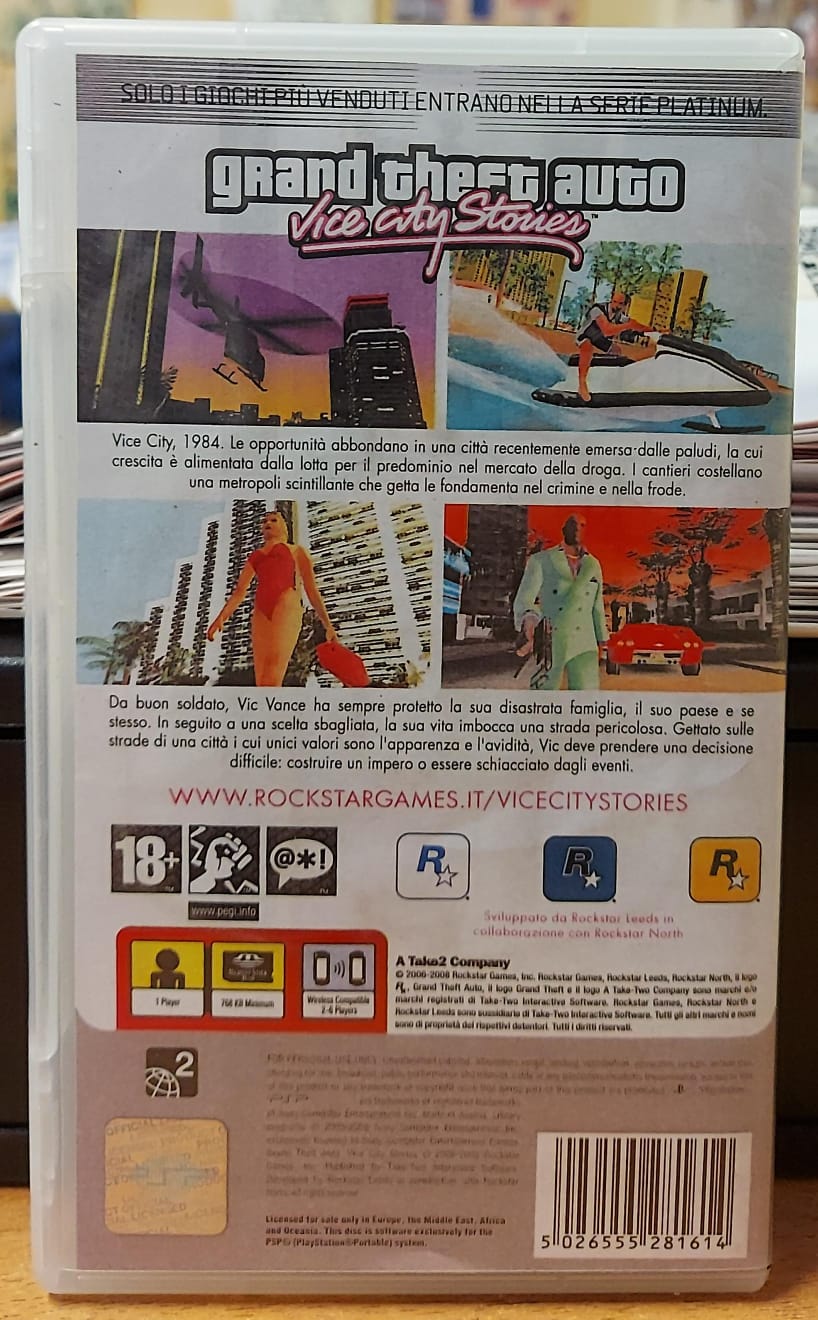 SOLO I GIOCHI PIÙ VENDUTI ENTRANO NELLA SERIE PLATINUM.
grand theft auto
Vice City Stories™
Vice City, 1984. Le opportunità abbondano in una città recentemente emersa dalle paludi, la cui
crescita è alimentata dalla lotta per il predominio nel mercato della droga. I cantieri costellano
una metropoli scintillante che getta le fondamenta nel crimine e nella frode.
Da buon soldato, Vic Vance ha sempre protetto la sua disastrata famiglia, il suo paese e se
stesso. In seguito a una scelta sbagliata, la sua vita imbocca una strada pericolosa. Gettato sulle
strade di una città i cui unici valori sono l'apparenza e l'avidità, Vic deve prendere una decisione
difficile: costruire un impero o essere schiacciato dagli eventi.
WWW.ROCKSTARGAMES.IT/VICECITYSTORIES
18+
@*!
R
R
R
www.pegi.info
Sviluppato da Rockstar Leeds in
collaborazione con Rockstar North
1 Player
768 KB Minimum
Wireless Compatible
2-6 Players
A Take2 Company
© 2006-2008 Rockstar Games, Inc. Rockstar Games, Rockstar Leeds, Rockstar North, il logo
R, Grand Theft Auto, il logo Grand Theft e il logo A Take-Two Company sono marchi e/o
marchi registrati di Take-Two Interactive Software. Rockstar Games, Rockstar North e
Rockstar Leeds sono sussidiarie di Take-Two Interactive Software. Tutti gli altri marchi e nomi
sono di proprietà dei rispettivi detentori. Tutti i diritti riservati.
2
FOR PERSONAL USE ONLY.
PSP
OFFICIAL
Licensed for sale only in Europe, the Middle East, Africa
and Oceania. This disc is software exclusively for the
PSP® (PlayStation®Portable) system.
5 026555 281614